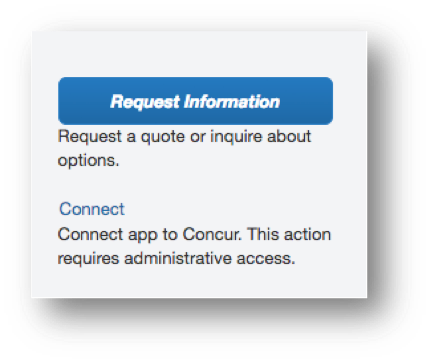 Request Information
Request a quote or inquire about
options.
Connect
Connect app to Concur. This action
requires administrative access.